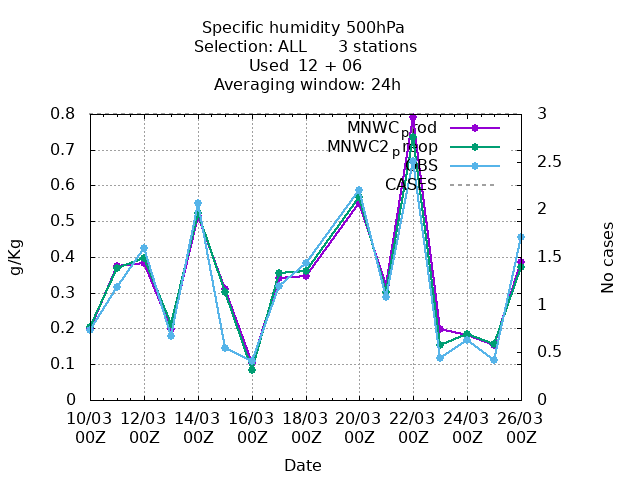 Specific humidity 500hPa
Selection: ALL 3 stations
Used 12 + 06
Averaging window: 24h
MNWC_prod
MNWC2_preop
OBS
CASES
g/Kg
No cases
0.8
0.7
0.6
0.5
0.4
0.3
0.2
0.1
0
3
2.5
2
1.5
1
0.5
0
10/03 12/03 14/03 16/03 18/03 20/03 22/03 24/03 26/03
00Z 00Z 00Z 00Z 00Z 00Z 00Z 00Z 00Z
Date